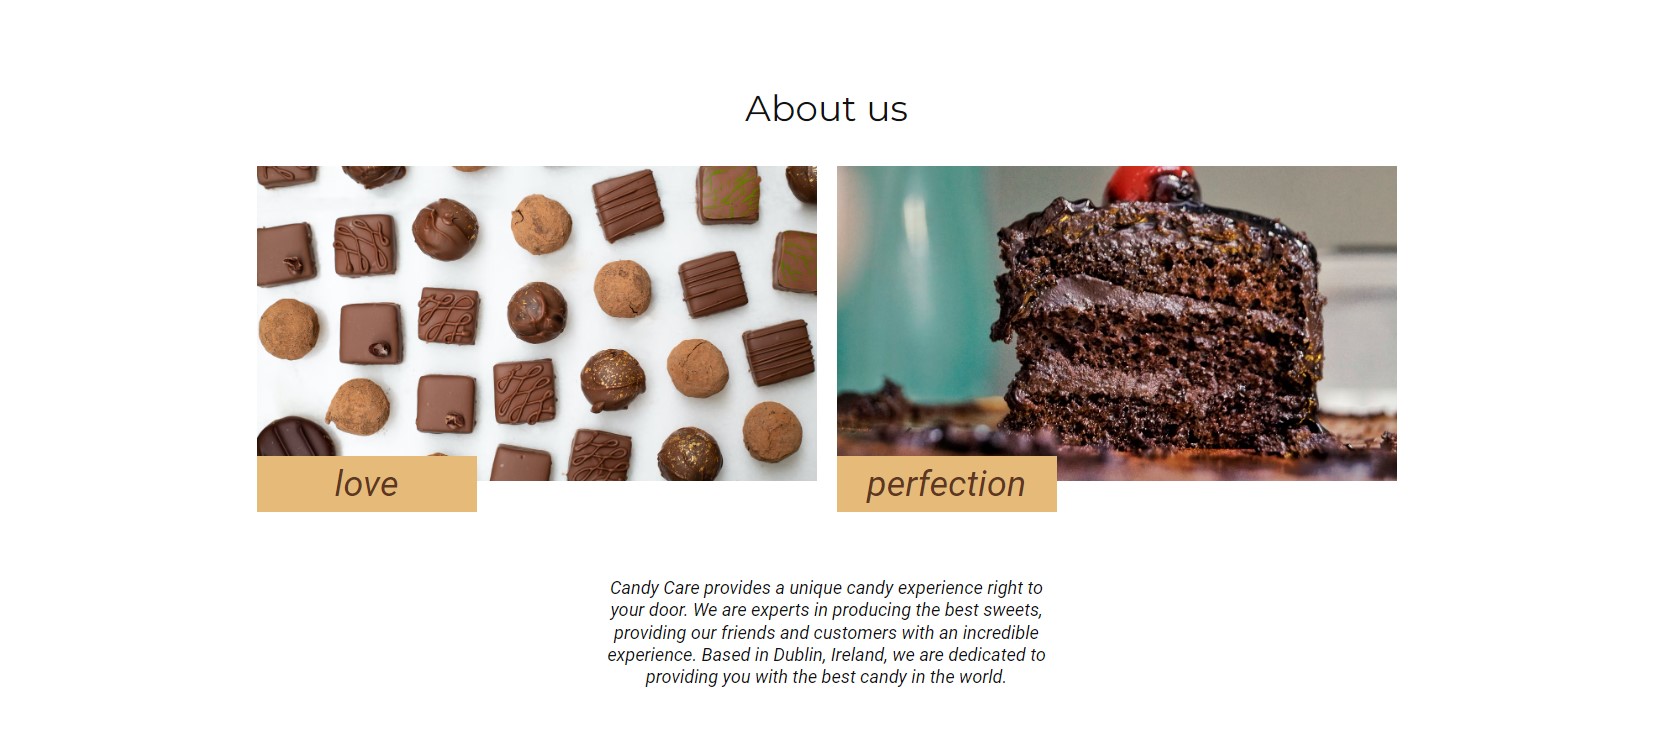 About us
love
perfection
Candy Care provides a unique candy experience right to
your door. We are experts in producing the best sweets,
providing our friends and customers with an incredible
experience. Based in Dublin, Ireland, we are dedicated to
providing you with the best candy in the world.